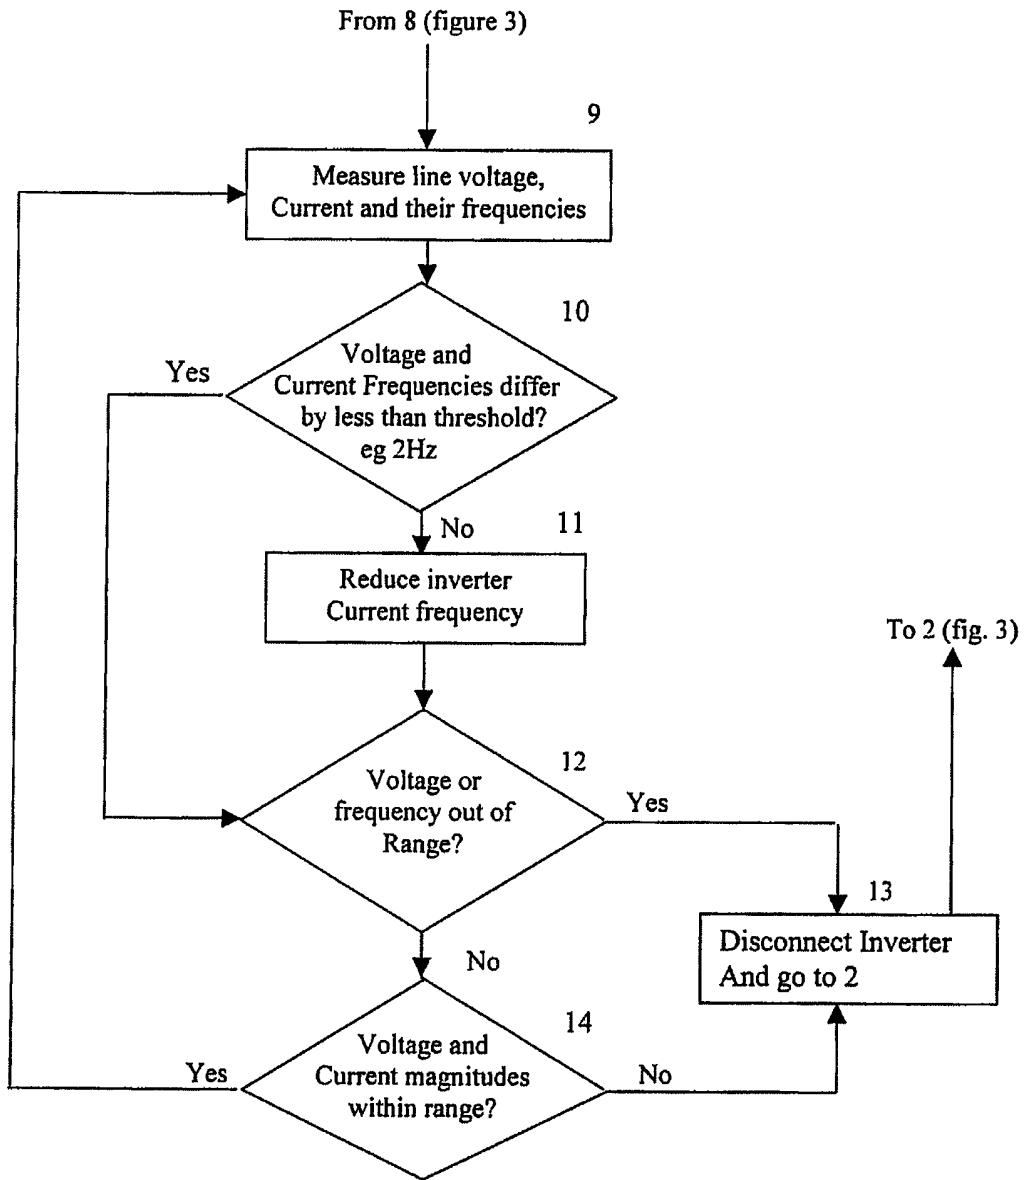 From 8 (figure 3)
9
Measure line voltage,
Current and their frequencies
10
Voltage and
Current Frequencies differ
by less than threshold?
eg 2Hz
Yes
No
11
Reduce inverter
Current frequency
To 2 (fig. 3)
12
Voltage or
frequency out of
Range?
Yes
No
13
Disconnect Inverter
And go to 2
14
Voltage and
Current magnitudes
within range?
Yes
No